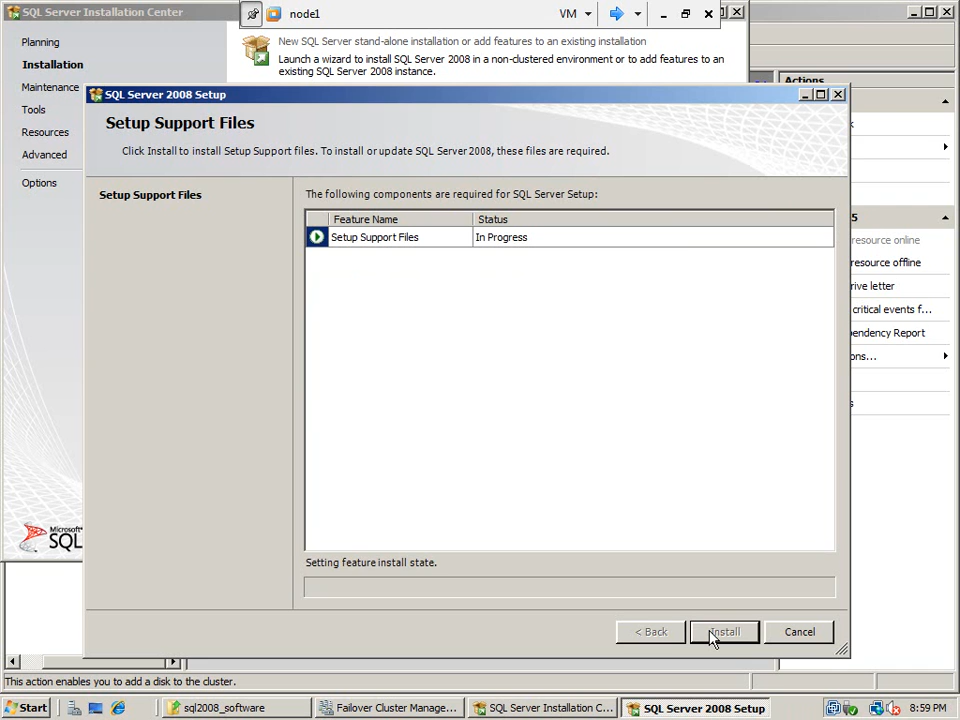 SQL Server Installation Center
node1
VM
Planning
Installation
Maintenance
Tools
Resources
Advanced
Options
New SQL Server stand-alone installation or add features to an existing installation
Launch a wizard to install SQL Server 2008 in a non-clustered environment or to add features to an
existing SQL Server 2008 instance.
Actions
SQL Server 2008 Setup
Setup Support Files
Click Install to install Setup Support files. To install or update SQL Server 2008, these files are required.
Setup Support Files
The following components are required for SQL Server Setup:
Feature Name Status
Setup Support Files In Progress
Setting feature install state.
< Back Install Cancel
resource online
resource offline
rive letter
critical events f...
pendency Report
ons...
Microsoft
SQL
This action enables you to add a disk to the cluster.
Start
sql2008_software
Failover Cluster Manage...
SQL Server Installation C...
SQL Server 2008 Setup
8:59 PM